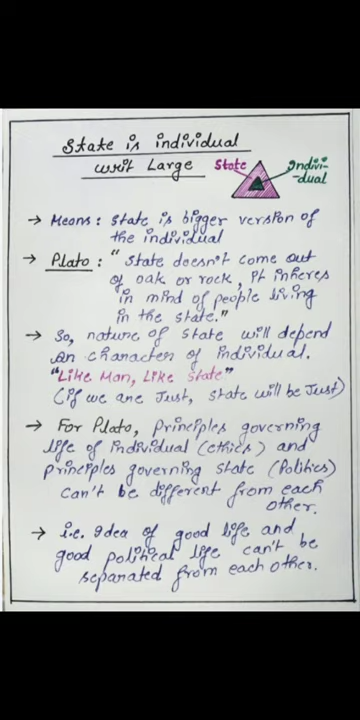 State is individual
writ Large
State
Indivi-
-dual
→ Means: State is bigger version of
the individual
→ Plato: "State doesn't come out
of oak or rock, it inheres
in mind of people living
in the state."
→ So, nature of State will depend
on character of individual.
"Like Man, Like State"
(if we are Just, state will be Just)
→ For Plato, principles governing
life of individual (ethics) and
principles governing state (Politics)
can't be different from each
other.
→ i.e. Idea of good life and
good political life can't be
separated from each other.